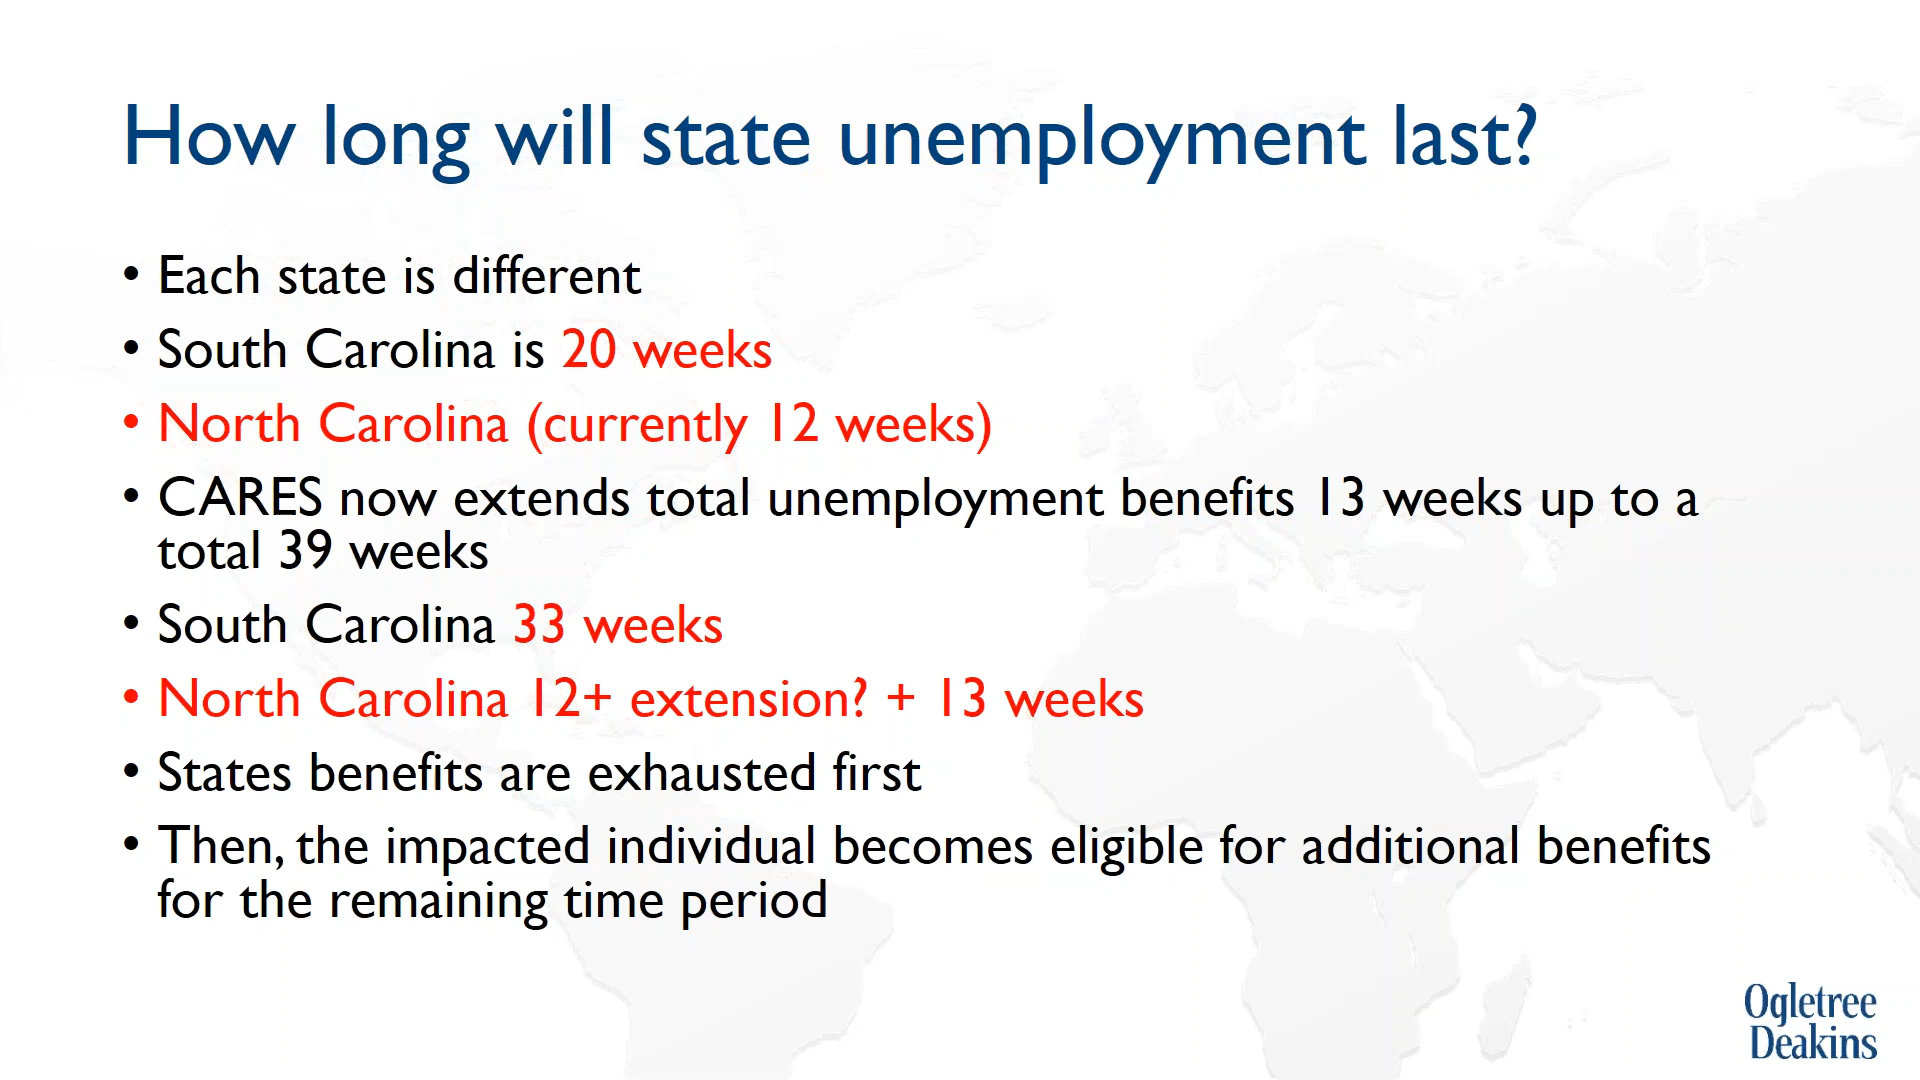 How long will state unemployment last?
• Each state is different
• South Carolina is 20 weeks
• North Carolina (currently 12 weeks)
• CARES now extends total unemployment benefits 13 weeks up to a
total 39 weeks
• South Carolina 33 weeks
• North Carolina 12+ extension? + 13 weeks
• States benefits are exhausted first
• Then, the impacted individual becomes eligible for additional benefits
for the remaining time period
Ogletree
Deakins